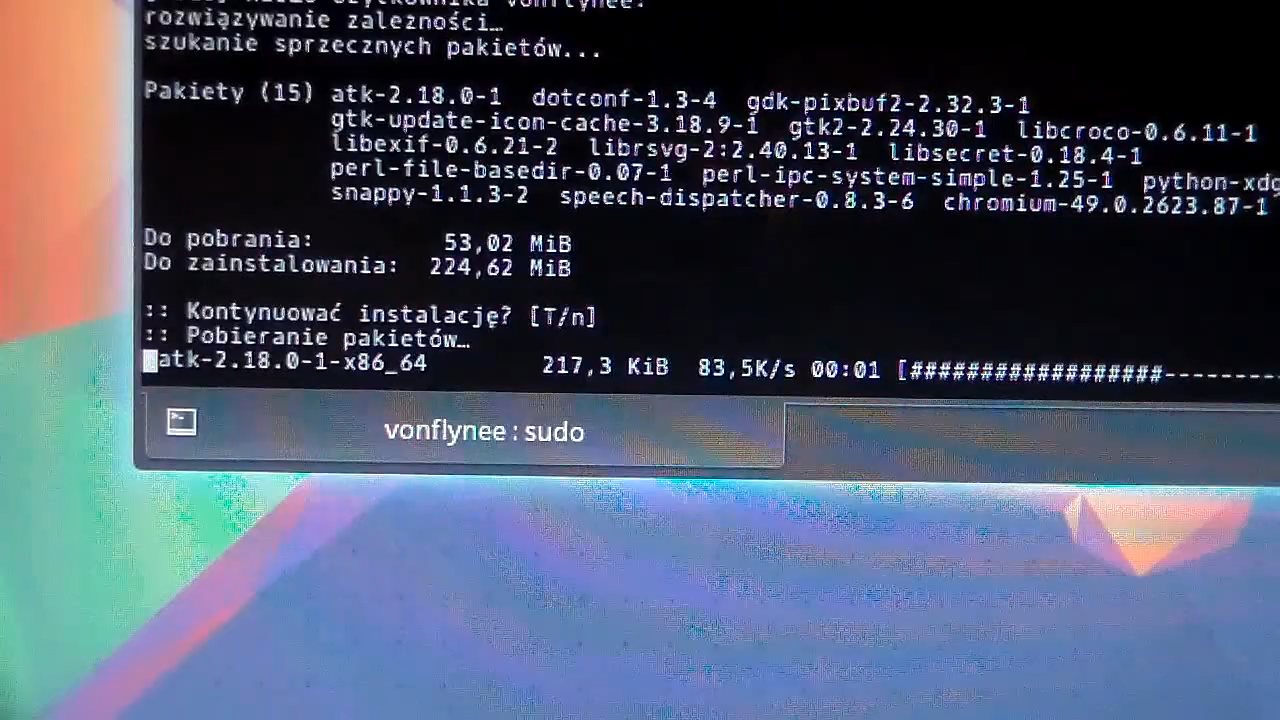 rozwiązywanie zależności…
szukanie sprzecznych pakietów...
Pakiety (15) atk-2.18.0-1 dotconf-1.3-4 gdk-pixbuf2-2.32.3-1
gtk-update-icon-cache-3.18.9-1 gtk2-2.24.30-1 libcroco-0.6.11-1
libexif-0.6.21-2 librsvg-2:2.40.13-1 libsecret-0.18.4-1
perl-file-basedir-0.07-1 perl-ipc-system-simple-1.25-1
snappy-1.1.3-2 speech-dispatcher-0.8.3-6 chromium-49.0.2623.87-1
Do pobrania: 53,02 MiB
Do zainstalowania: 224,62 MiB
:: Kontynuować instalację? [T/n]
:: Pobieranie pakietów…
atk-2.18.0-1-x86_64 217,3 KiB 83,5K/s 00:01 [##################--------
vonflynee : sudo